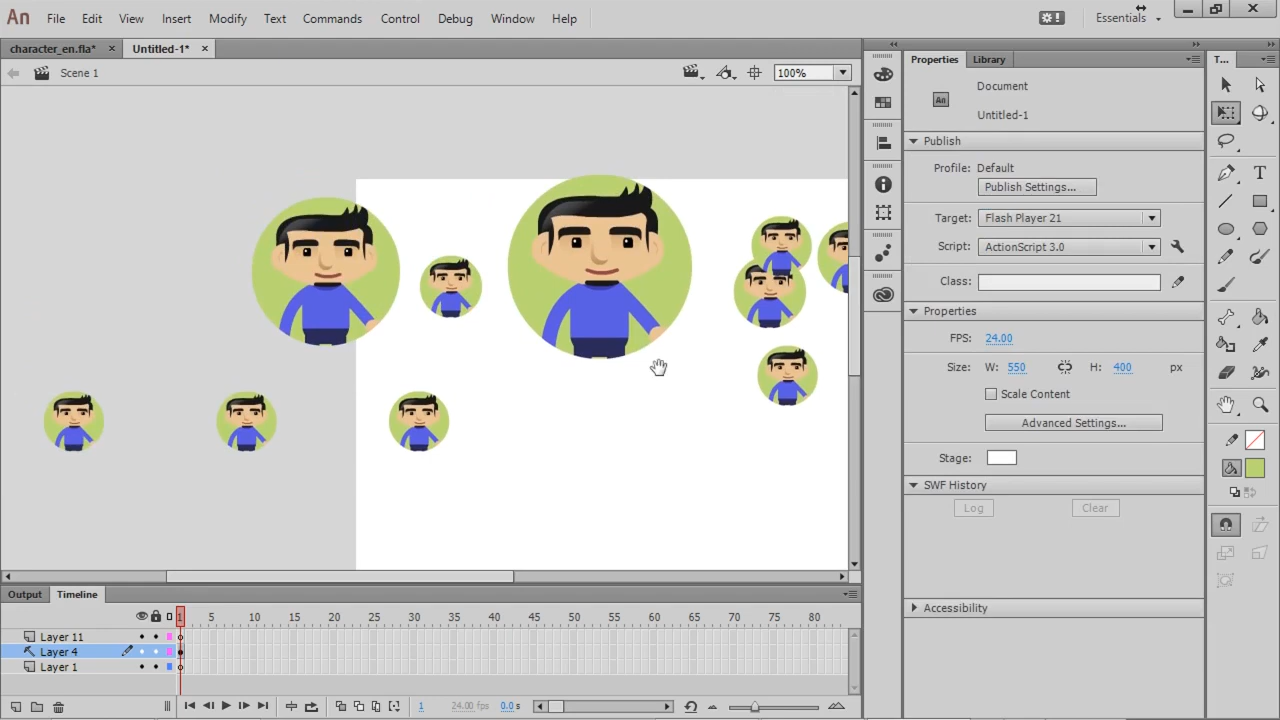 An File Edit View Insert Modify Text Commands Control Debug Window Help Essentials
character_en.fla* × Untitled-1* ×
Scene 1 100%
Properties Library T...
Document
Untitled-1
Publish
Profile: Default
Publish Settings...
Target: Flash Player 21
Script: ActionScript 3.0
Class:
Properties
FPS: 24.00
Size: W: 550 H: 400 px
Scale Content
Advanced Settings...
Stage:
SWF History
Log Clear
Accessibility
Output Timeline
1 5 10 15 20 25 30 35 40 45 50 55 60 65 70 75 80
Layer 11
Layer 4
Layer 1
1 24.00 fps 0.0 s